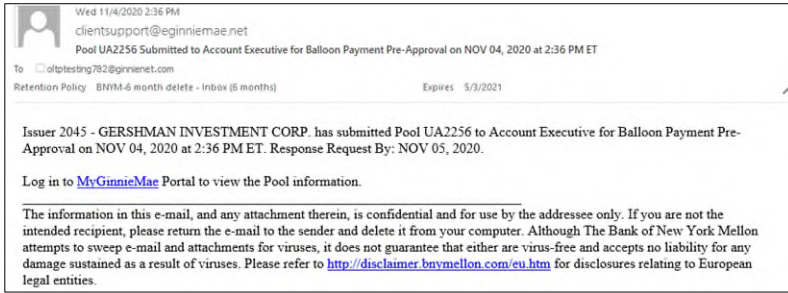 Wed 11/4/2020 2:36 PM
clientsupport@eginniemae.net
Pool UA2256 Submitted to Account Executive for Balloon Payment Pre-Approval on NOV 04, 2020 at 2:36 PM ET
To oltptesting782@ginnienet.com
Retention Policy BNYM-6 month delete - Inbox (6 months) Expires 5/3/2021
Issuer 2045 - GERSHMAN INVESTMENT CORP. has submitted Pool UA2256 to Account Executive for Balloon Payment Pre-
Approval on NOV 04, 2020 at 2:36 PM ET. Response Request By: NOV 05, 2020.
Log in to MyGinnieMae Portal to view the Pool information.
The information in this e-mail, and any attachment therein, is confidential and for use by the addressee only. If you are not the
intended recipient, please return the e-mail to the sender and delete it from your computer. Although The Bank of New York Mellon
attempts to sweep e-mail and attachments for viruses, it does not guarantee that either are virus-free and accepts no liability for any
damage sustained as a result of viruses. Please refer to http://disclaimer.bnymellon.com/eu.htm for disclosures relating to European
legal entities.